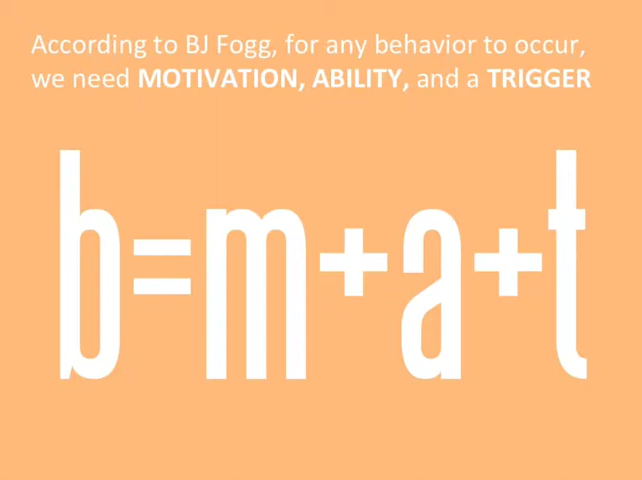 According to BJ Fogg, for any behavior to occur,
we need MOTIVATION, ABILITY, and a TRIGGER
b=m+a+t